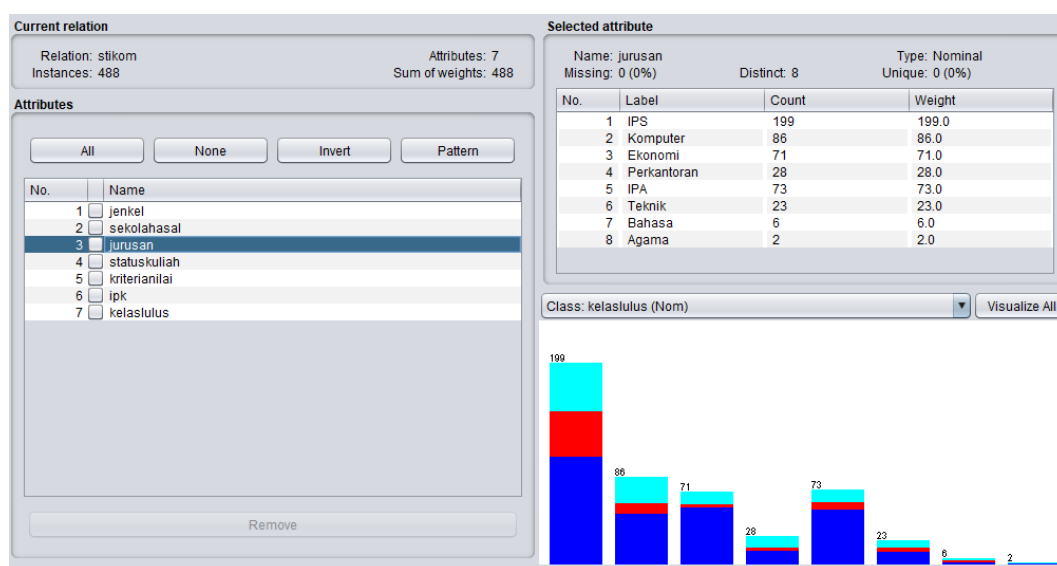 Current relation
Relation: stikom
Attributes: 7
Instances: 488
Sum of weights: 488
Attributes
All
None
Invert
Pattern
No.
Name
1 jenkel
2 sekolahasal
3 jurusan
4 statuskuliah
5 kriterianilai
6 ipk
7 kelaslulus
Remove
Selected attribute
Name: jurusan
Type: Nominal
Missing: 0 (0%)
Distinct: 8
Unique: 0 (0%)
No. Label Count Weight
1 IPS 199 199.0
2 Komputer 86 86.0
3 Ekonomi 71 71.0
4 Perkantoran 28 28.0
5 IPA 73 73.0
6 Teknik 23 23.0
7 Bahasa 6 6.0
8 Agama 2 2.0
Class: kelaslulus (Nom)
Visualize All
199
86
71
28
73
23
6
2